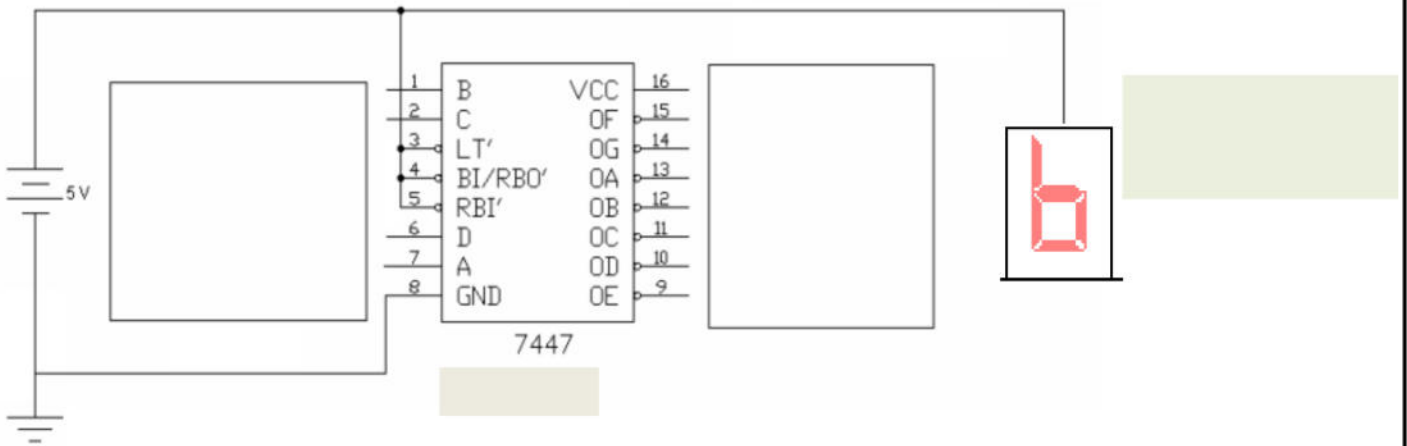 1 B VCC 16
2 C OF 15
3 LT' OG 14
5 V
4 BI/RBO' OA 13
5 RBI' OB 12
6 D OC 11
7 A OD 10
8 GND OE 9
7447
b